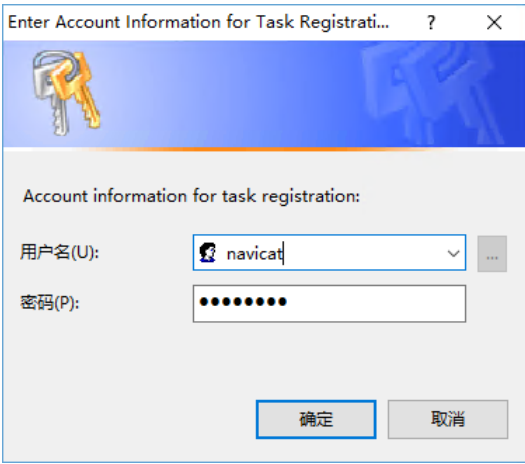 Enter Account Information for Task Registrati... ?
Account information for task registration:
用户名(U): navicat ...
密码(P): ●●●●●●●●
确定 取消